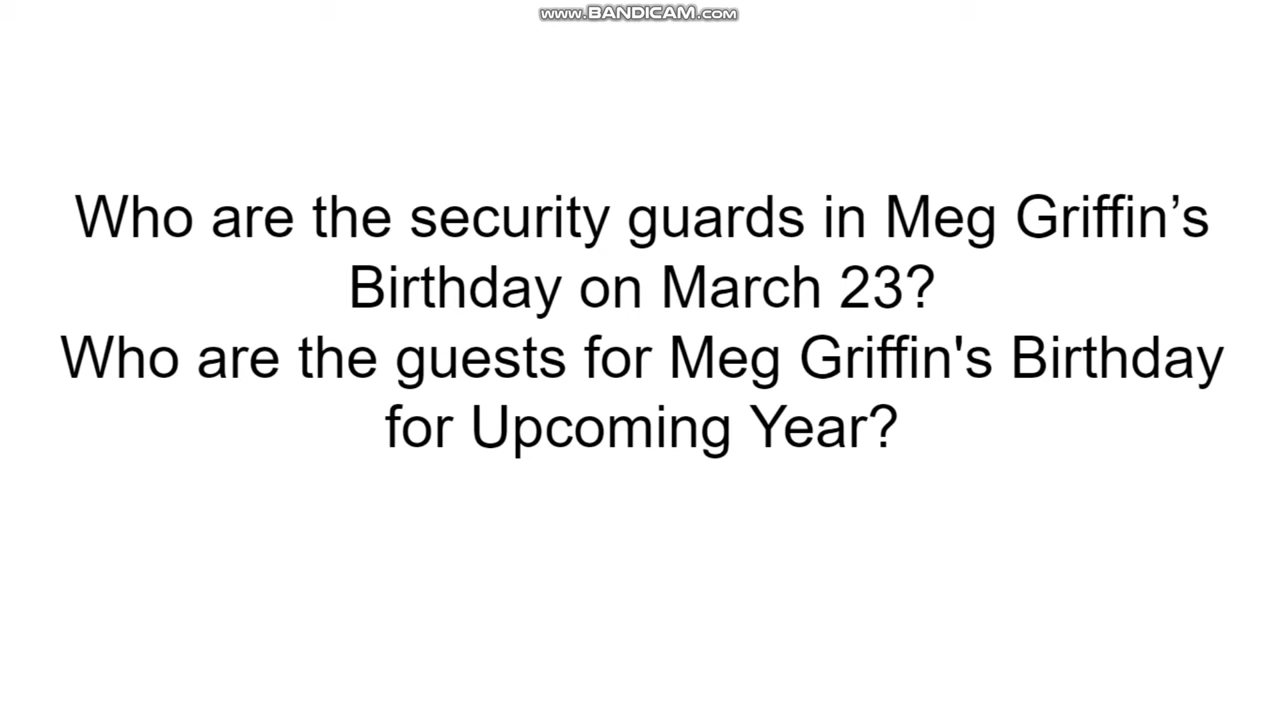 www.BANDICAM.com
Who are the security guards in Meg Griffin’s
Birthday on March 23?
Who are the guests for Meg Griffin's Birthday
for Upcoming Year?